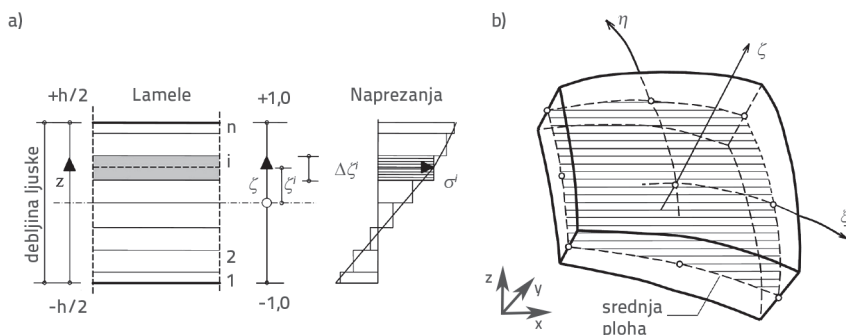 a)
+h/2 Lamele +1,0 Naprezanja
n
debljina ljuske
z
i
ζ
ζⁱ
Δζⁱ
σⁱ
2
1
-h/2 -1,0
b)
η
ζ
ξ
z
y
x
srednja
ploha